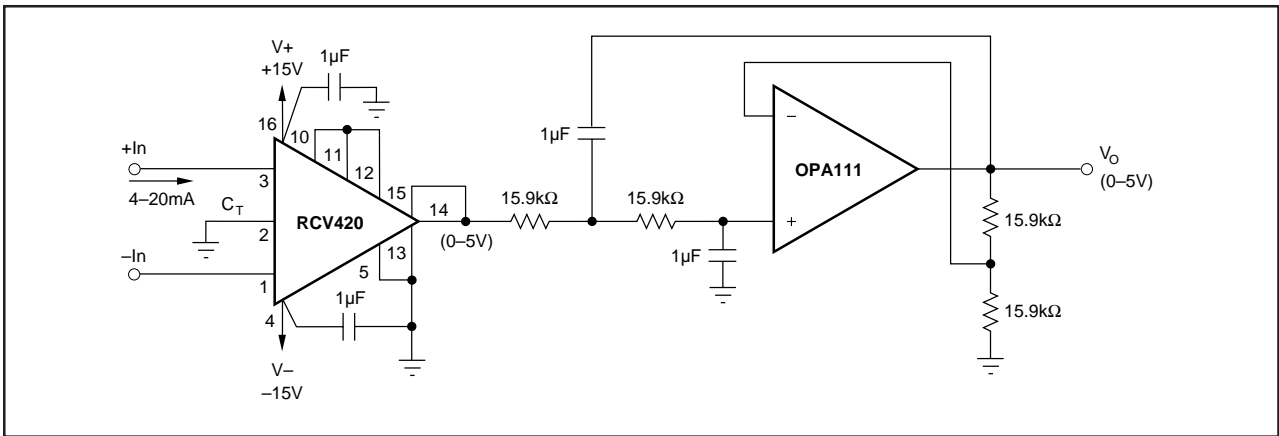 V+
+15V
1µF
16
10
11
12
+In
3
4–20mA
C_T
2
–In
1
RCV420
15
14
(0–5V)
13
5
1µF
4
V–
–15V
15.9kΩ
15.9kΩ
1µF
1µF
–
+
OPA111
V_O
(0–5V)
15.9kΩ
15.9kΩ